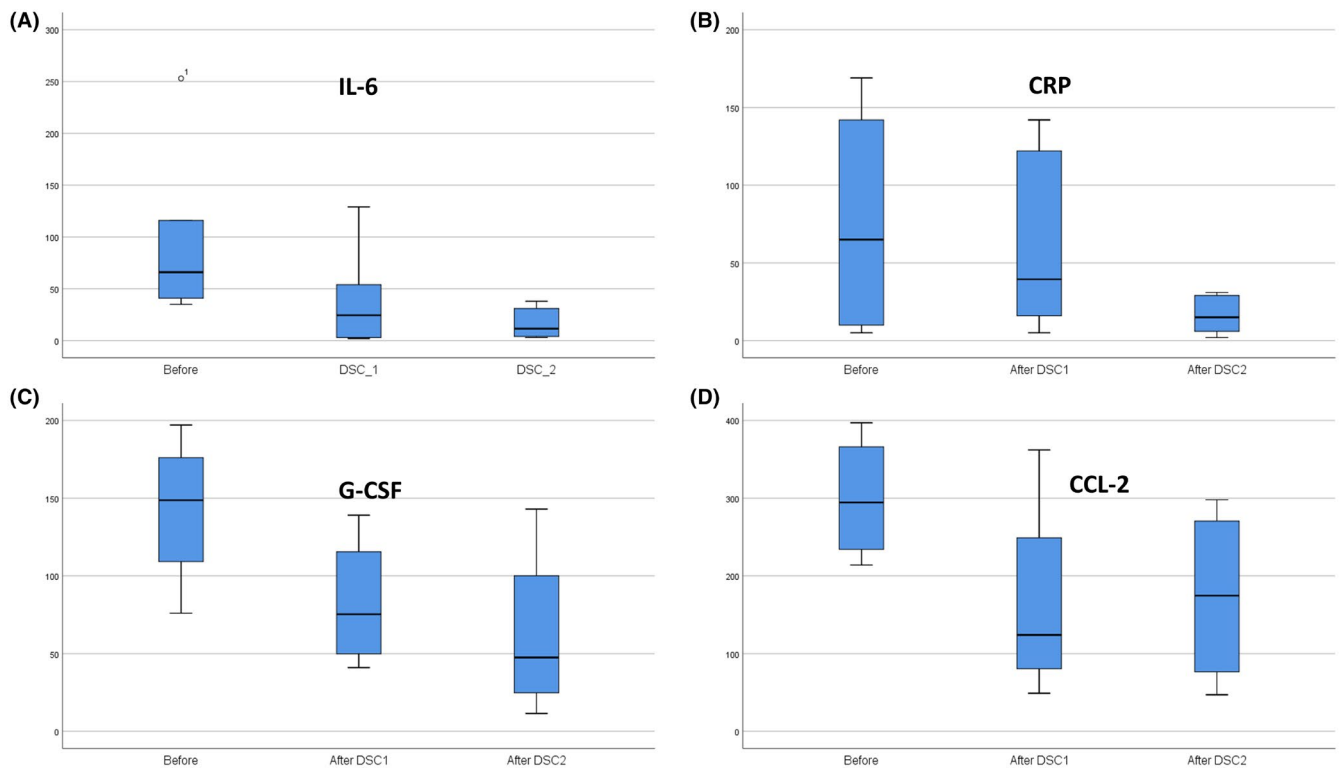 (A)
300
250
200
150
100
50
0
1
IL-6
Before
DSC_1
DSC_2
(B)
200
150
100
50
0
CRP
Before
After DSC1
After DSC2
(C)
200
150
100
50
0
G-CSF
Before
After DSC1
After DSC2
(D)
400
300
200
100
0
CCL-2
Before
After DSC1
After DSC2